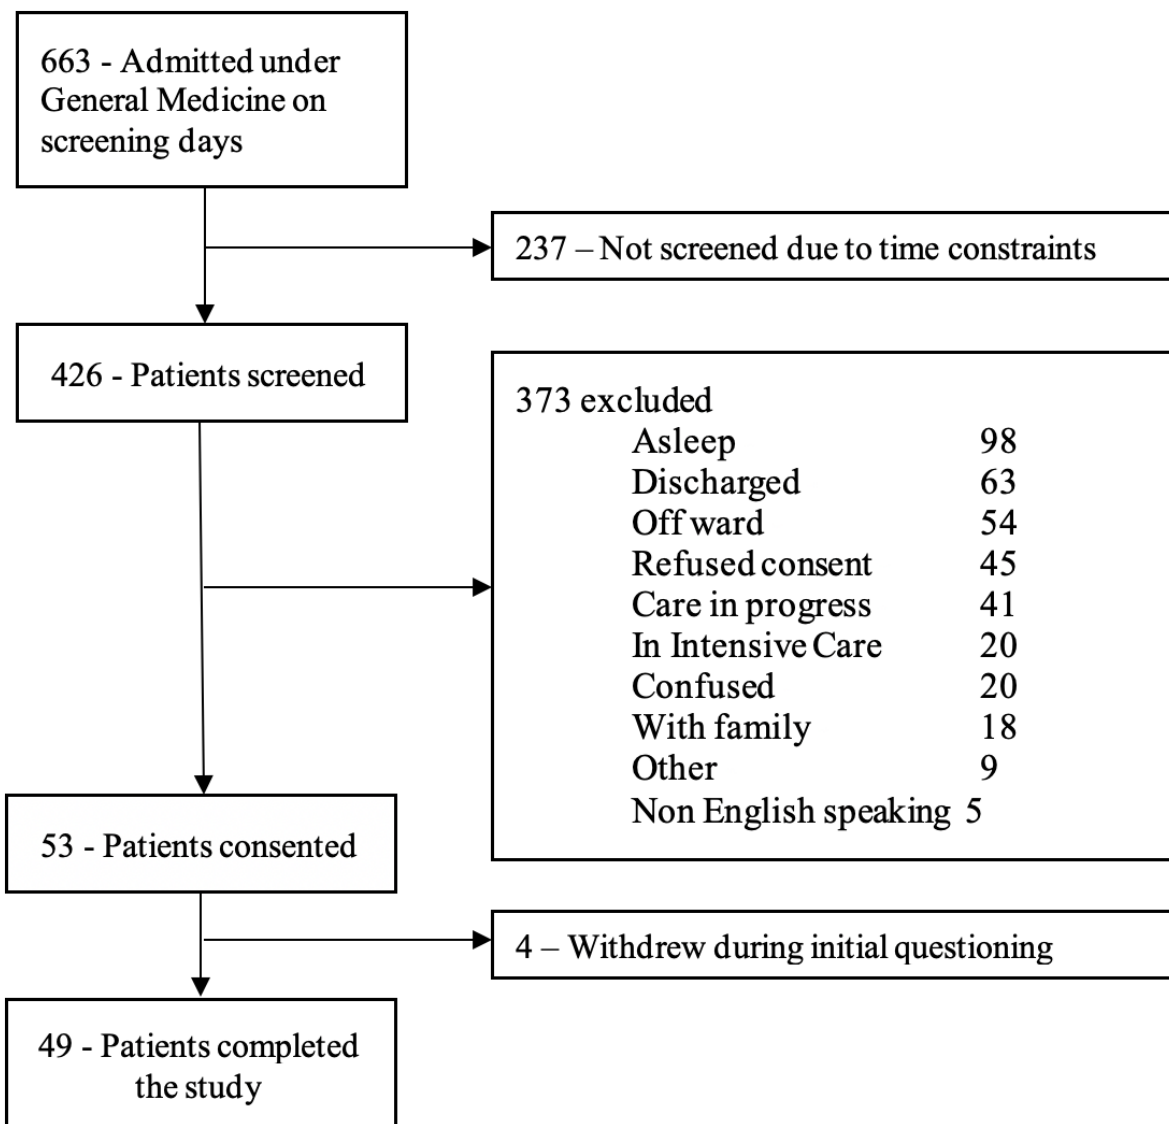 663 - Admitted under
General Medicine on
screening days
237 – Not screened due to time constraints
426 - Patients screened
373 excluded
Asleep 98
Discharged 63
Off ward 54
Refused consent 45
Care in progress 41
In Intensive Care 20
Confused 20
With family 18
Other 9
Non English speaking 5
53 - Patients consented
4 – Withdrew during initial questioning
49 - Patients completed
the study